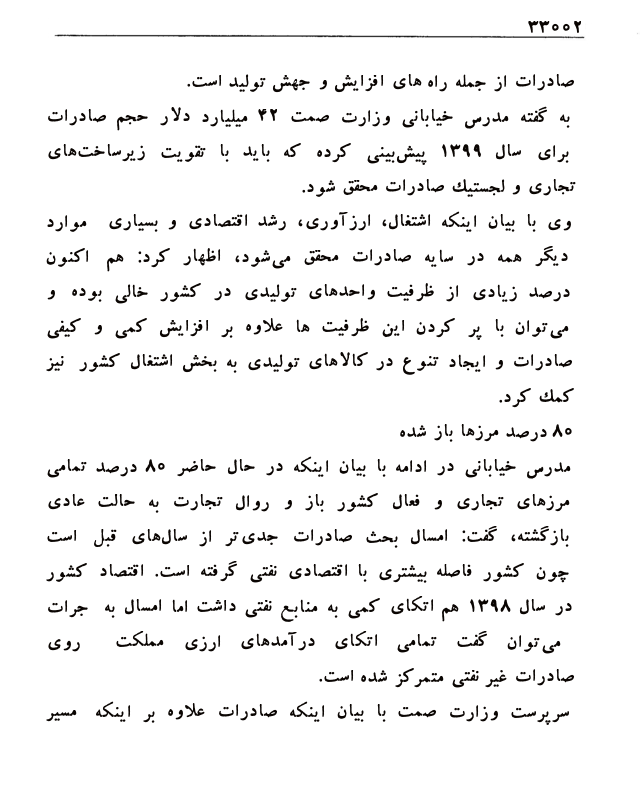 ۳۳۰۰۲
صادرات از جمله راه های افزایش و جهش تولید است.
به گفته مدرس خیابانی وزارت صمت ۴۲ میلیارد دلار حجم صادرات
برای سال ۱۳۹۹ پیش‌بینی کرده که باید با تقویت زیرساخت‌های
تجاری و لجستیك صادرات محقق شود.
وی با بیان اینکه اشتغال، ارزآوری، رشد اقتصادی و بسیاری موارد
دیگر همه در سایه صادرات محقق می‌شود، اظهار کرد: هم اکنون
درصد زیادی از ظرفیت واحدهای تولیدی در کشور خالی بوده و
می‌توان با پر کردن این ظرفیت ها علاوه بر افزایش کمی و کیفی
صادرات و ایجاد تنوع در کالاهای تولیدی به بخش اشتغال کشور نیز
کمك کرد.
۸۰ درصد مرزها باز شده
مدرس خیابانی در ادامه با بیان اینکه در حال حاضر ۸۰ درصد تمامی
مرزهای تجاری و فعال کشور باز و روال تجارت به حالت عادی
بازگشته، گفت: امسال بحث صادرات جدی‌تر از سال‌های قبل است
چون کشور فاصله بیشتری با اقتصادی نفتی گرفته است. اقتصاد کشور
در سال ۱۳۹۸ هم اتکای کمی به منابع نفتی داشت اما امسال به جرات
می‌توان گفت تمامی اتکای درآمدهای ارزی مملکت روی
صادرات غیر نفتی متمرکز شده است.
سرپرست وزارت صمت با بیان اینکه صادرات علاوه بر اینکه مسیر